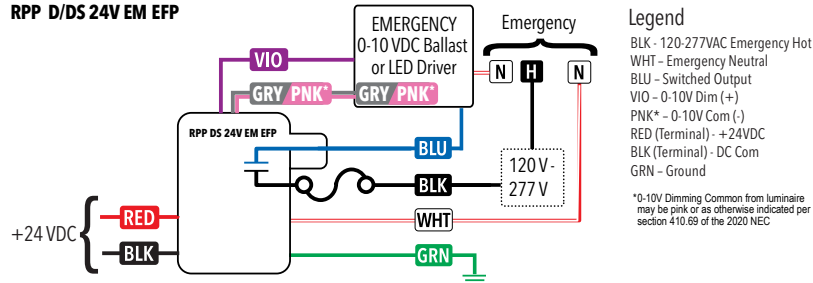 RPP D/DS 24V EM EFP
EMERGENCY
0-10 VDC Ballast
or LED Driver
Emergency
N
H
N
VIO
GRY PNK*
GRY PNK*
RPP DS 24V EM EFP
BLU
120 V -
277 V
BLK
RED
WHT
+24 VDC
BLK
GRN
Legend
BLK - 120-277VAC Emergency Hot
WHT – Emergency Neutral
BLU – Switched Output
VIO – 0-10V Dim (+)
PNK* – 0-10V Com (-)
RED (Terminal) - +24VDC
BLK (Terminal) - DC Com
GRN – Ground
*0-10V Dimming Common from luminaire
may be pink or as otherwise indicated per
section 410.69 of the 2020 NEC